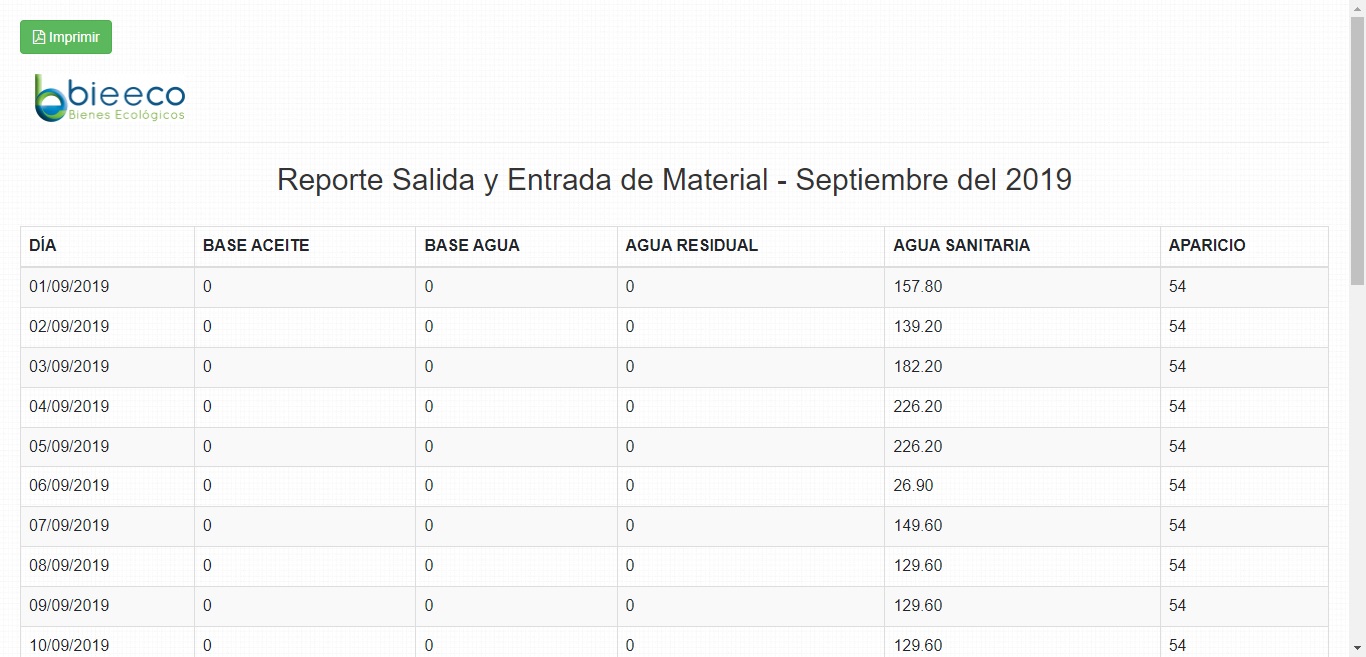 Imprimir
bieeco
Bienes Ecológicos
Reporte Salida y Entrada de Material - Septiembre del 2019
DÍA BASE ACEITE BASE AGUA AGUA RESIDUAL AGUA SANITARIA APARICIO
01/09/2019 0 0 0 157.80 54
02/09/2019 0 0 0 139.20 54
03/09/2019 0 0 0 182.20 54
04/09/2019 0 0 0 226.20 54
05/09/2019 0 0 0 226.20 54
06/09/2019 0 0 0 26.90 54
07/09/2019 0 0 0 149.60 54
08/09/2019 0 0 0 129.60 54
09/09/2019 0 0 0 129.60 54
10/09/2019 0 0 0 129.60 54